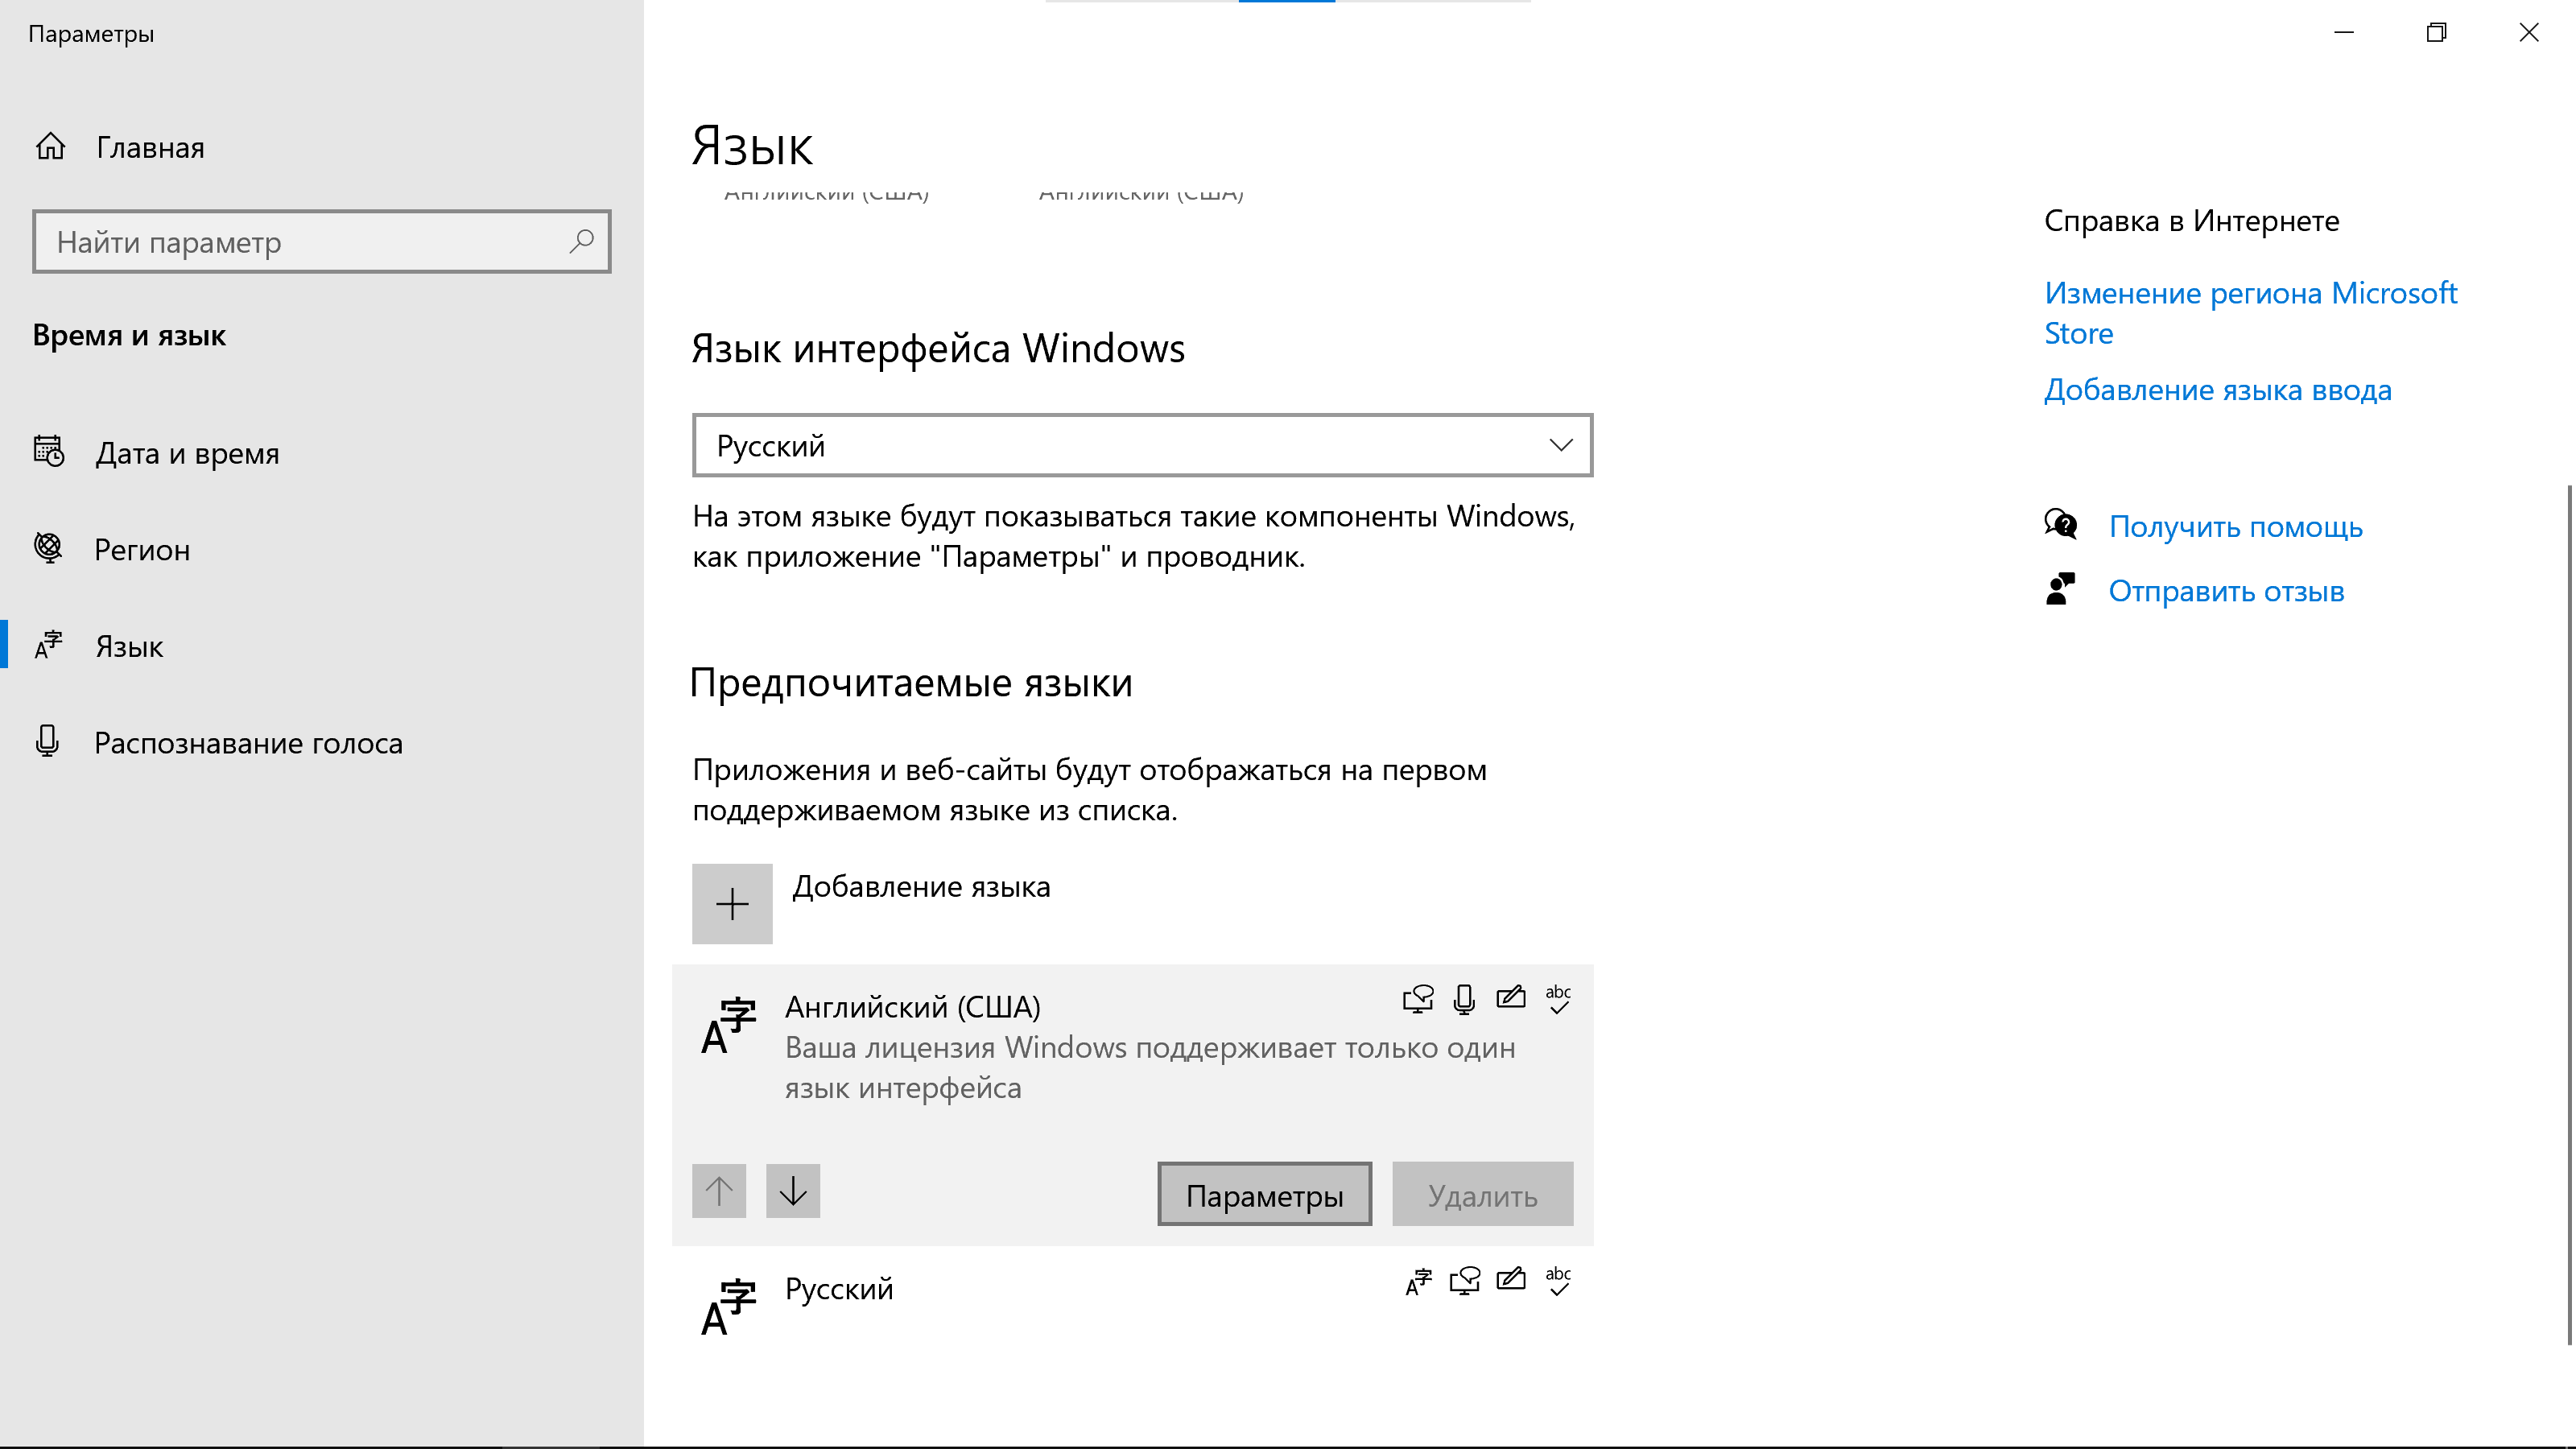 Параметры
Главная
Найти параметр
Время и язык
Дата и время
Регион
Язык
Распознавание голоса
Язык
Английский (США) Английский (США)
Язык интерфейса Windows
Русский
На этом языке будут показываться такие компоненты Windows,
как приложение "Параметры" и проводник.
Предпочитаемые языки
Приложения и веб-сайты будут отображаться на первом
поддерживаемом языке из списка.
Добавление языка
Английский (США)
abc
Ваша лицензия Windows поддерживает только один
язык интерфейса
Параметры
Удалить
Русский
abc
Справка в Интернете
Изменение региона Microsoft
Store
Добавление языка ввода
Получить помощь
Отправить отзыв